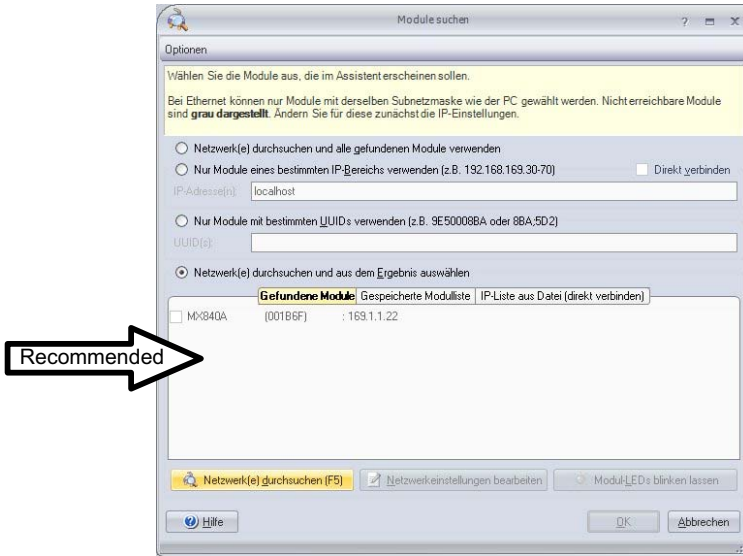 Module suchen
Optionen
Wählen Sie die Module aus, die im Assistent erscheinen sollen.
Bei Ethernet können nur Module mit derselben Subnetzmaske wie der PC gewählt werden. Nicht erreichbare Module
sind grau dargestellt. Ändern Sie für diese zunächst die IP-Einstellungen.
Netzwerk(e) durchsuchen und alle gefundenen Module verwenden
Nur Module eines bestimmten IP-Bereichs verwenden (z.B. 192.168.169.30-70)
Direkt verbinden
IP-Adresse(n): localhost
Nur Module mit bestimmten UUIDs verwenden (z.B. 9E50008BA oder 8BA;5D2)
UUID(s):
Netzwerk(e) durchsuchen und aus dem Ergebnis auswählen
Gefundene Module Gespeicherte Modulliste IP-Liste aus Datei (direkt verbinden)
MX840A (001B6F) : 169.1.1.22
Recommended
Netzwerk(e) durchsuchen (F5) Netzwerkeinstellungen bearbeiten Modul-LEDs blinken lassen
Hilfe OK Abbrechen